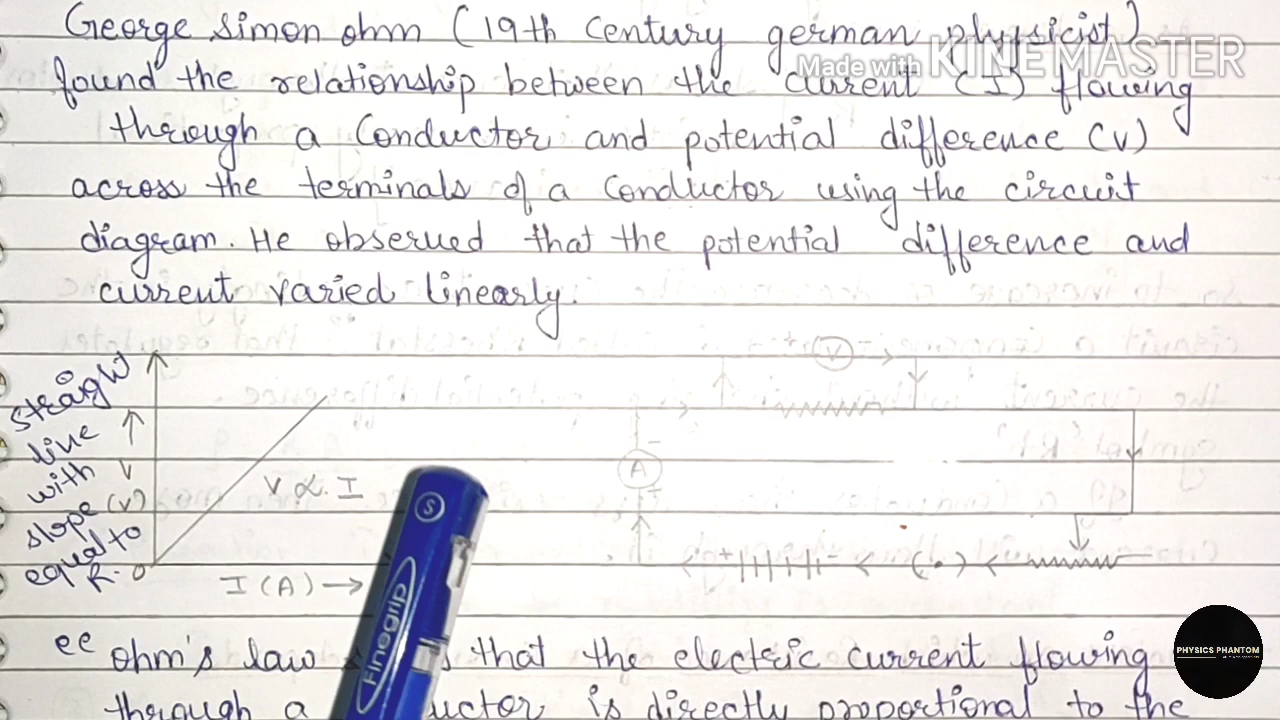 George Simon ohm (19th Century german physicist)
Made with KINEMASTER
found the relationship between the current (I) flowing
through a Conductor and potential difference (V)
across the terminals of a conductor using the circuit
diagram. He observed that the potential difference and
current varied linearly.
straight
line
with
slope (V)
equal to
R. O
V ∝ I
I (A) →
V
A
+ -
(.)
S
Finegrip
ohm's law that the electric current flowing
through a is directly proportional to the
PHYSICS PHANTOM